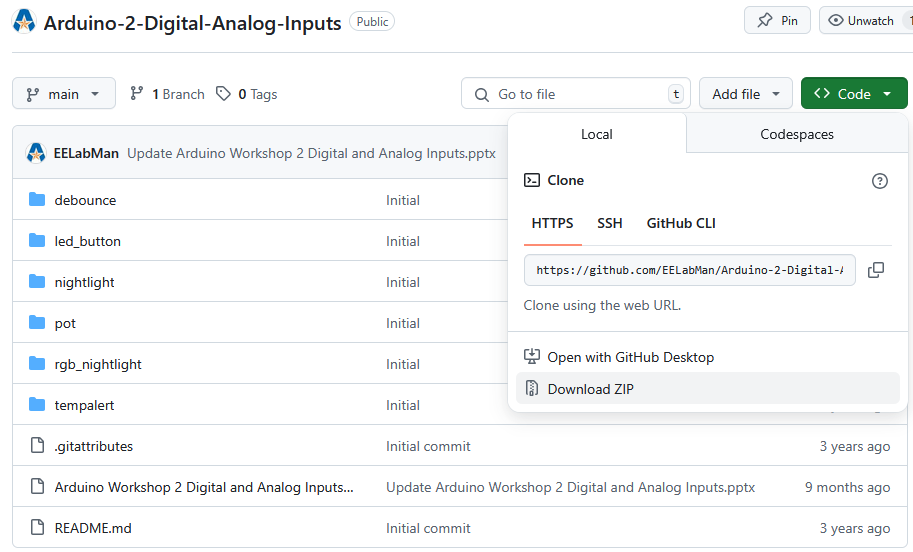 Arduino-2-Digital-Analog-Inputs Public Pin Unwatch 1
main 1 Branch 0 Tags Go to file t Add file Code
Local Codespaces
EELabMan Update Arduino Workshop 2 Digital and Analog Inputs.pptx
Clone
debounce Initial
HTTPS SSH GitHub CLI
led_button Initial
https://github.com/EELabMan/Arduino-2-Digital-A
nightlight Initial
Clone using the web URL.
pot Initial
Open with GitHub Desktop
rgb_nightlight Initial
Download ZIP
tempalert Initial
.gitattributes Initial commit 3 years ago
Arduino Workshop 2 Digital and Analog Inputs... Update Arduino Workshop 2 Digital and Analog Inputs.pptx 9 months ago
README.md Initial commit 3 years ago